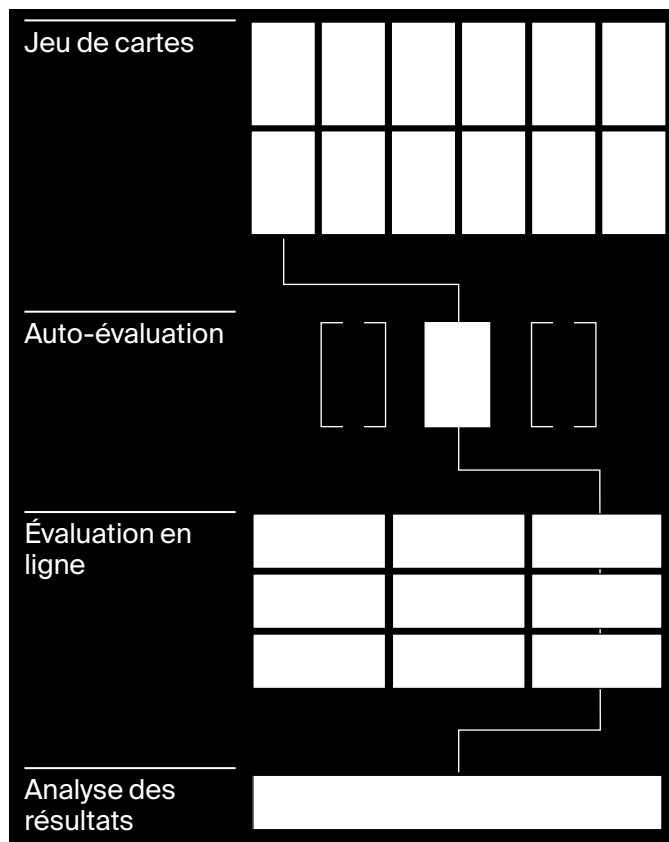 Jeu de cartes
Auto-évaluation
Évaluation en
ligne
Analyse des
résultats